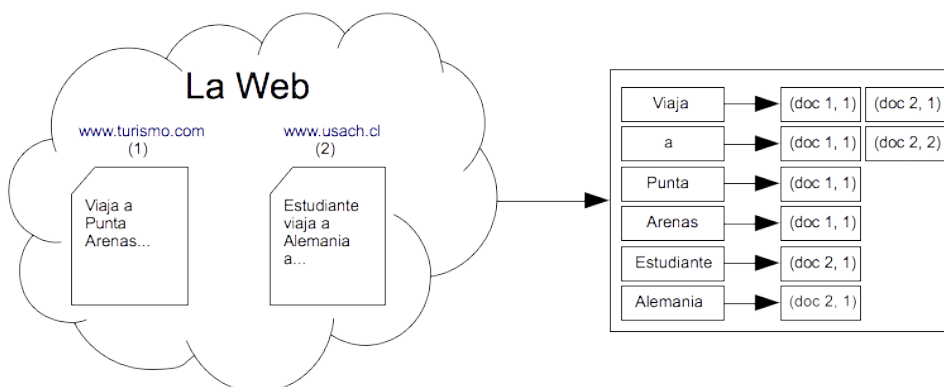 La Web
www.turismo.com
(1)
www.usach.cl
(2)
Viaja a
Punta
Arenas...
Estudiante
viaja a
Alemania
a...
Viaja (doc 1, 1) (doc 2, 1)
a (doc 1, 1) (doc 2, 2)
Punta (doc 1, 1)
Arenas (doc 1, 1)
Estudiante (doc 2, 1)
Alemania (doc 2, 1)